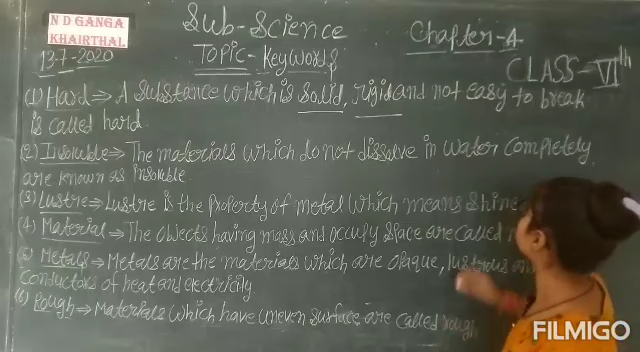 N D GANGA
KHAIRTHAL
13-7-2020
Sub-Science
TOPIC - Keywords
Chapter-4
CLASS-VIth
(1) Hard => A substance which is solid, rigid and not easy to break
is called hard.
(2) Insoluble => The materials which do not dissolve in water completely
are known as insoluble.
(3) Lustre => Lustre is the property of metal which means shine
(4) Material => The objects having mass and occupy space are called
(5) Metals => Metals are the materials which are opaque, lustrous
conductors of heat and electricity
(6) Rough => Materials which have uneven surface are called rough
FILMIGO